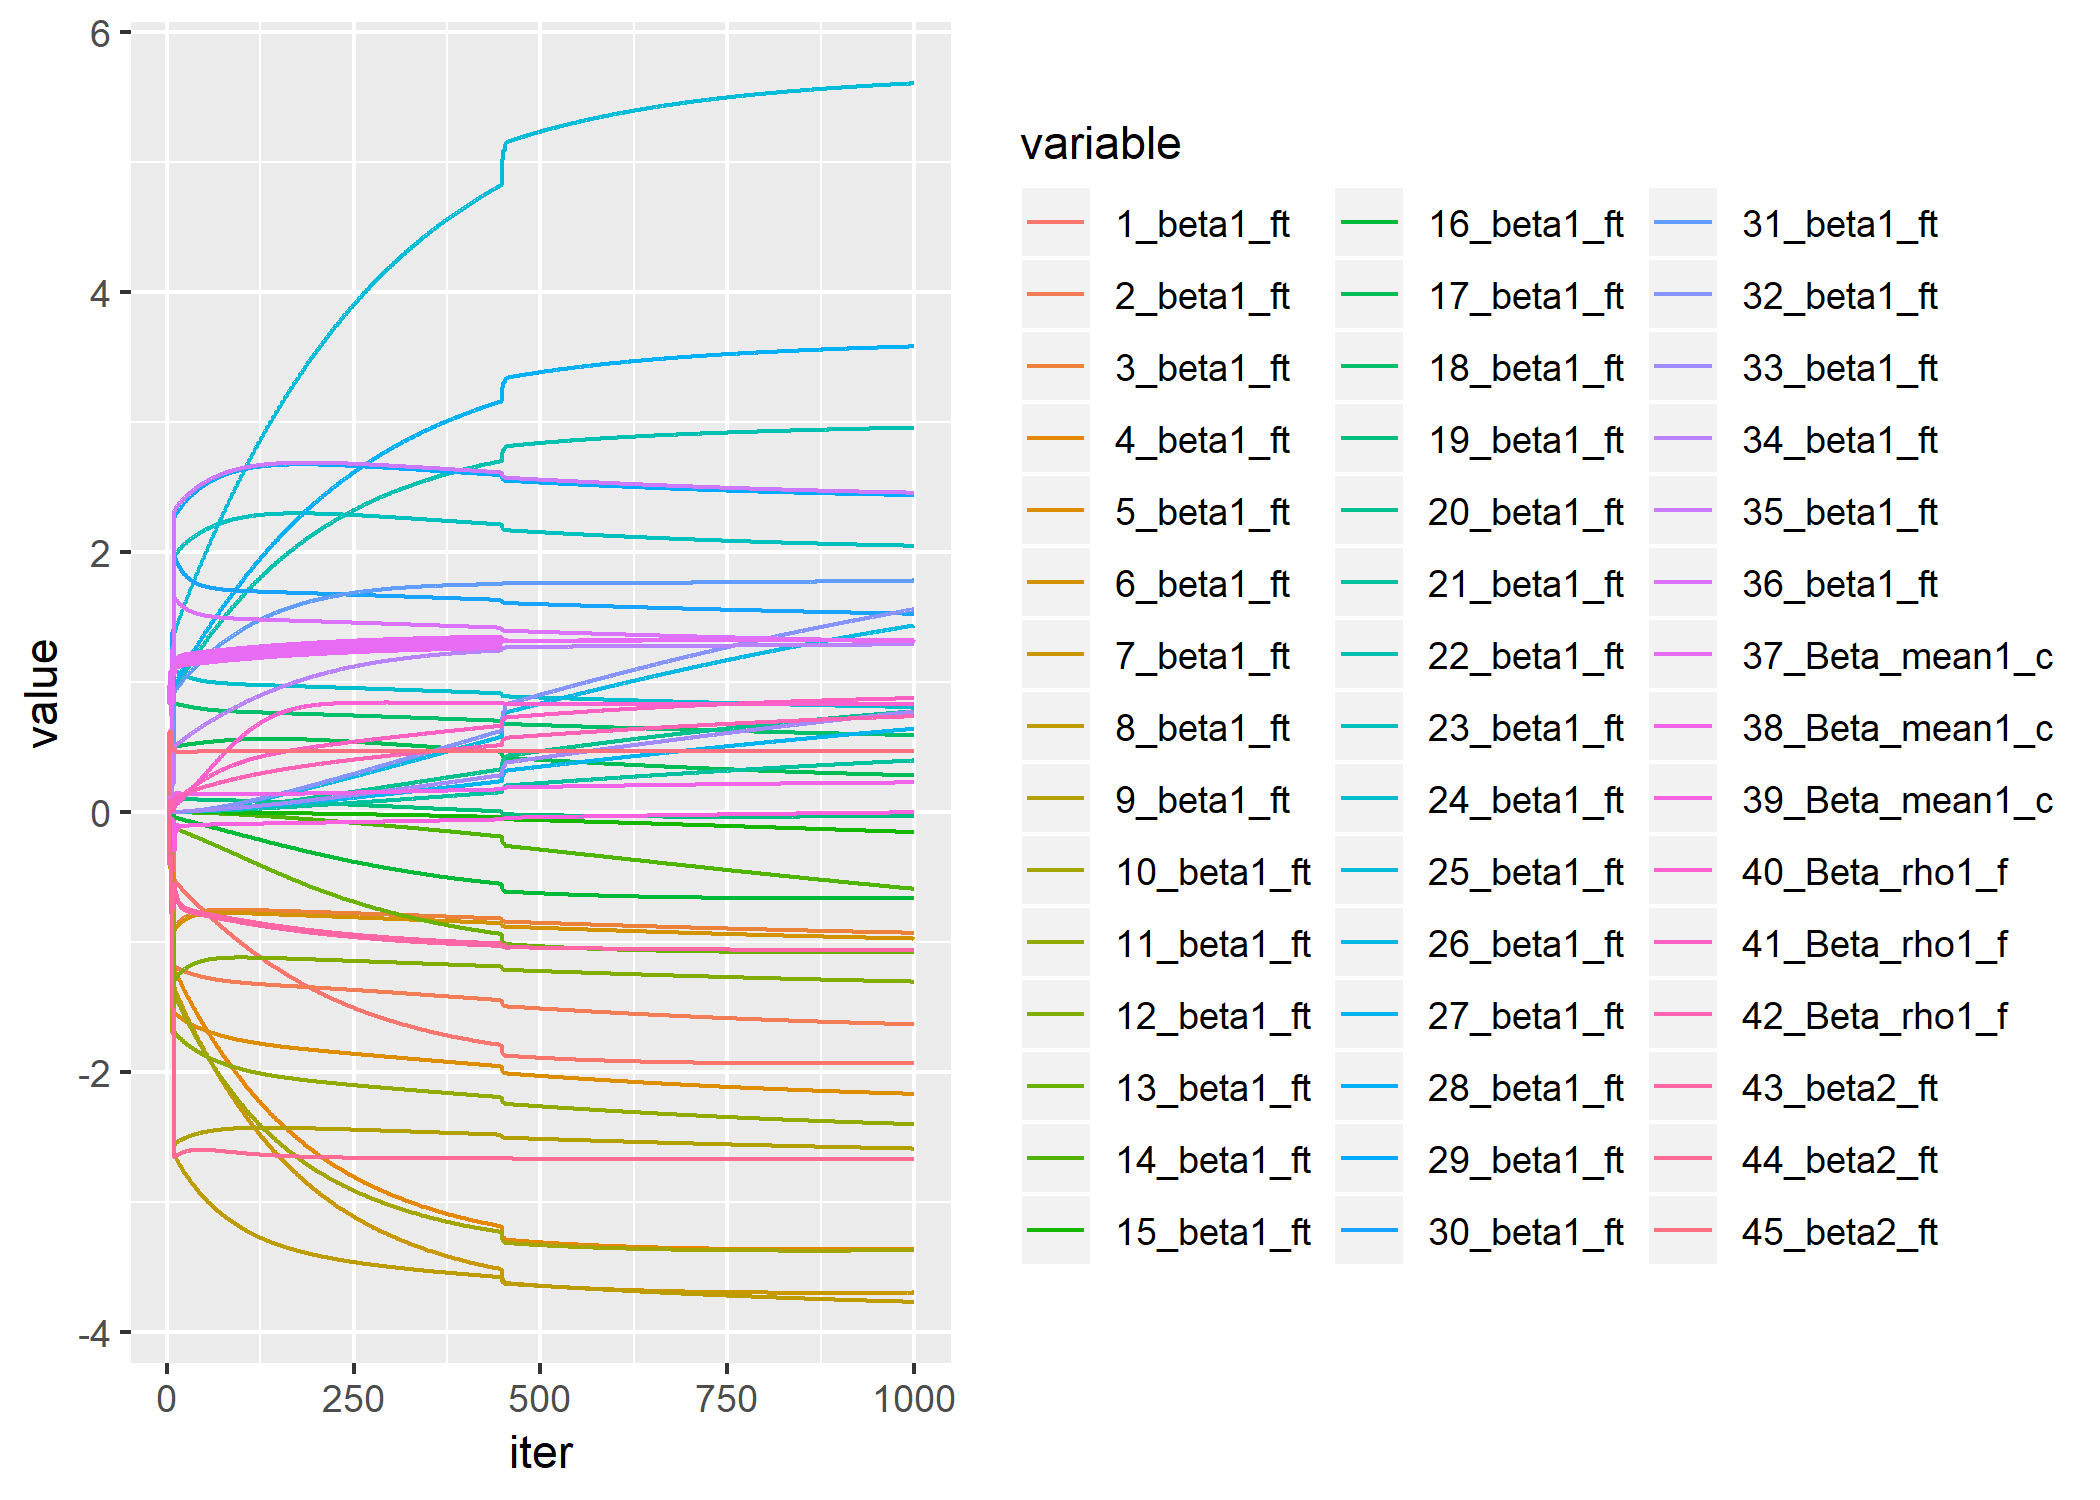 6
4
2
0
-2
-4
value
0 250 500 750 1000
iter
variable
1_beta1_ft
2_beta1_ft
3_beta1_ft
4_beta1_ft
5_beta1_ft
6_beta1_ft
7_beta1_ft
8_beta1_ft
9_beta1_ft
10_beta1_ft
11_beta1_ft
12_beta1_ft
13_beta1_ft
14_beta1_ft
15_beta1_ft
16_beta1_ft
17_beta1_ft
18_beta1_ft
19_beta1_ft
20_beta1_ft
21_beta1_ft
22_beta1_ft
23_beta1_ft
24_beta1_ft
25_beta1_ft
26_beta1_ft
27_beta1_ft
28_beta1_ft
29_beta1_ft
30_beta1_ft
31_beta1_ft
32_beta1_ft
33_beta1_ft
34_beta1_ft
35_beta1_ft
36_beta1_ft
37_Beta_mean1_c
38_Beta_mean1_c
39_Beta_mean1_c
40_Beta_rho1_f
41_Beta_rho1_f
42_Beta_rho1_f
43_beta2_ft
44_beta2_ft
45_beta2_ft